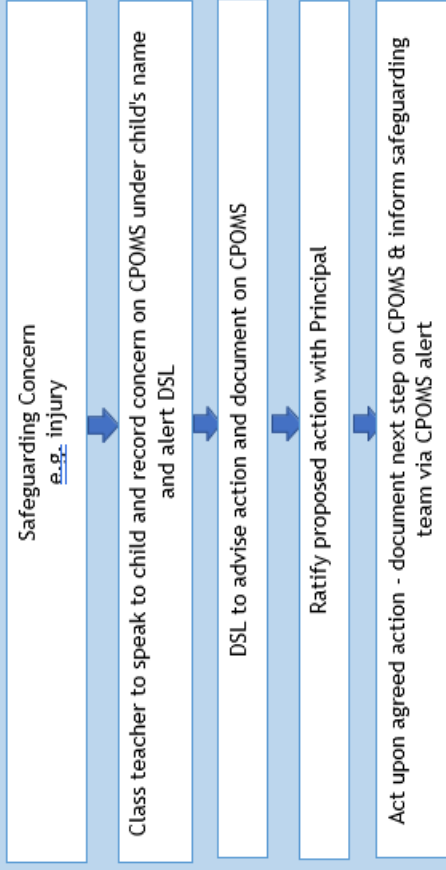 Safeguarding Concern
e.g. injury
Class teacher to speak to child and record concern on CPOMS under child's name
and alert DSL
DSL to advise action and document on CPOMS
Ratify proposed action with Principal
Act upon agreed action - document next step on CPOMS & inform safeguarding
team via CPOMS alert